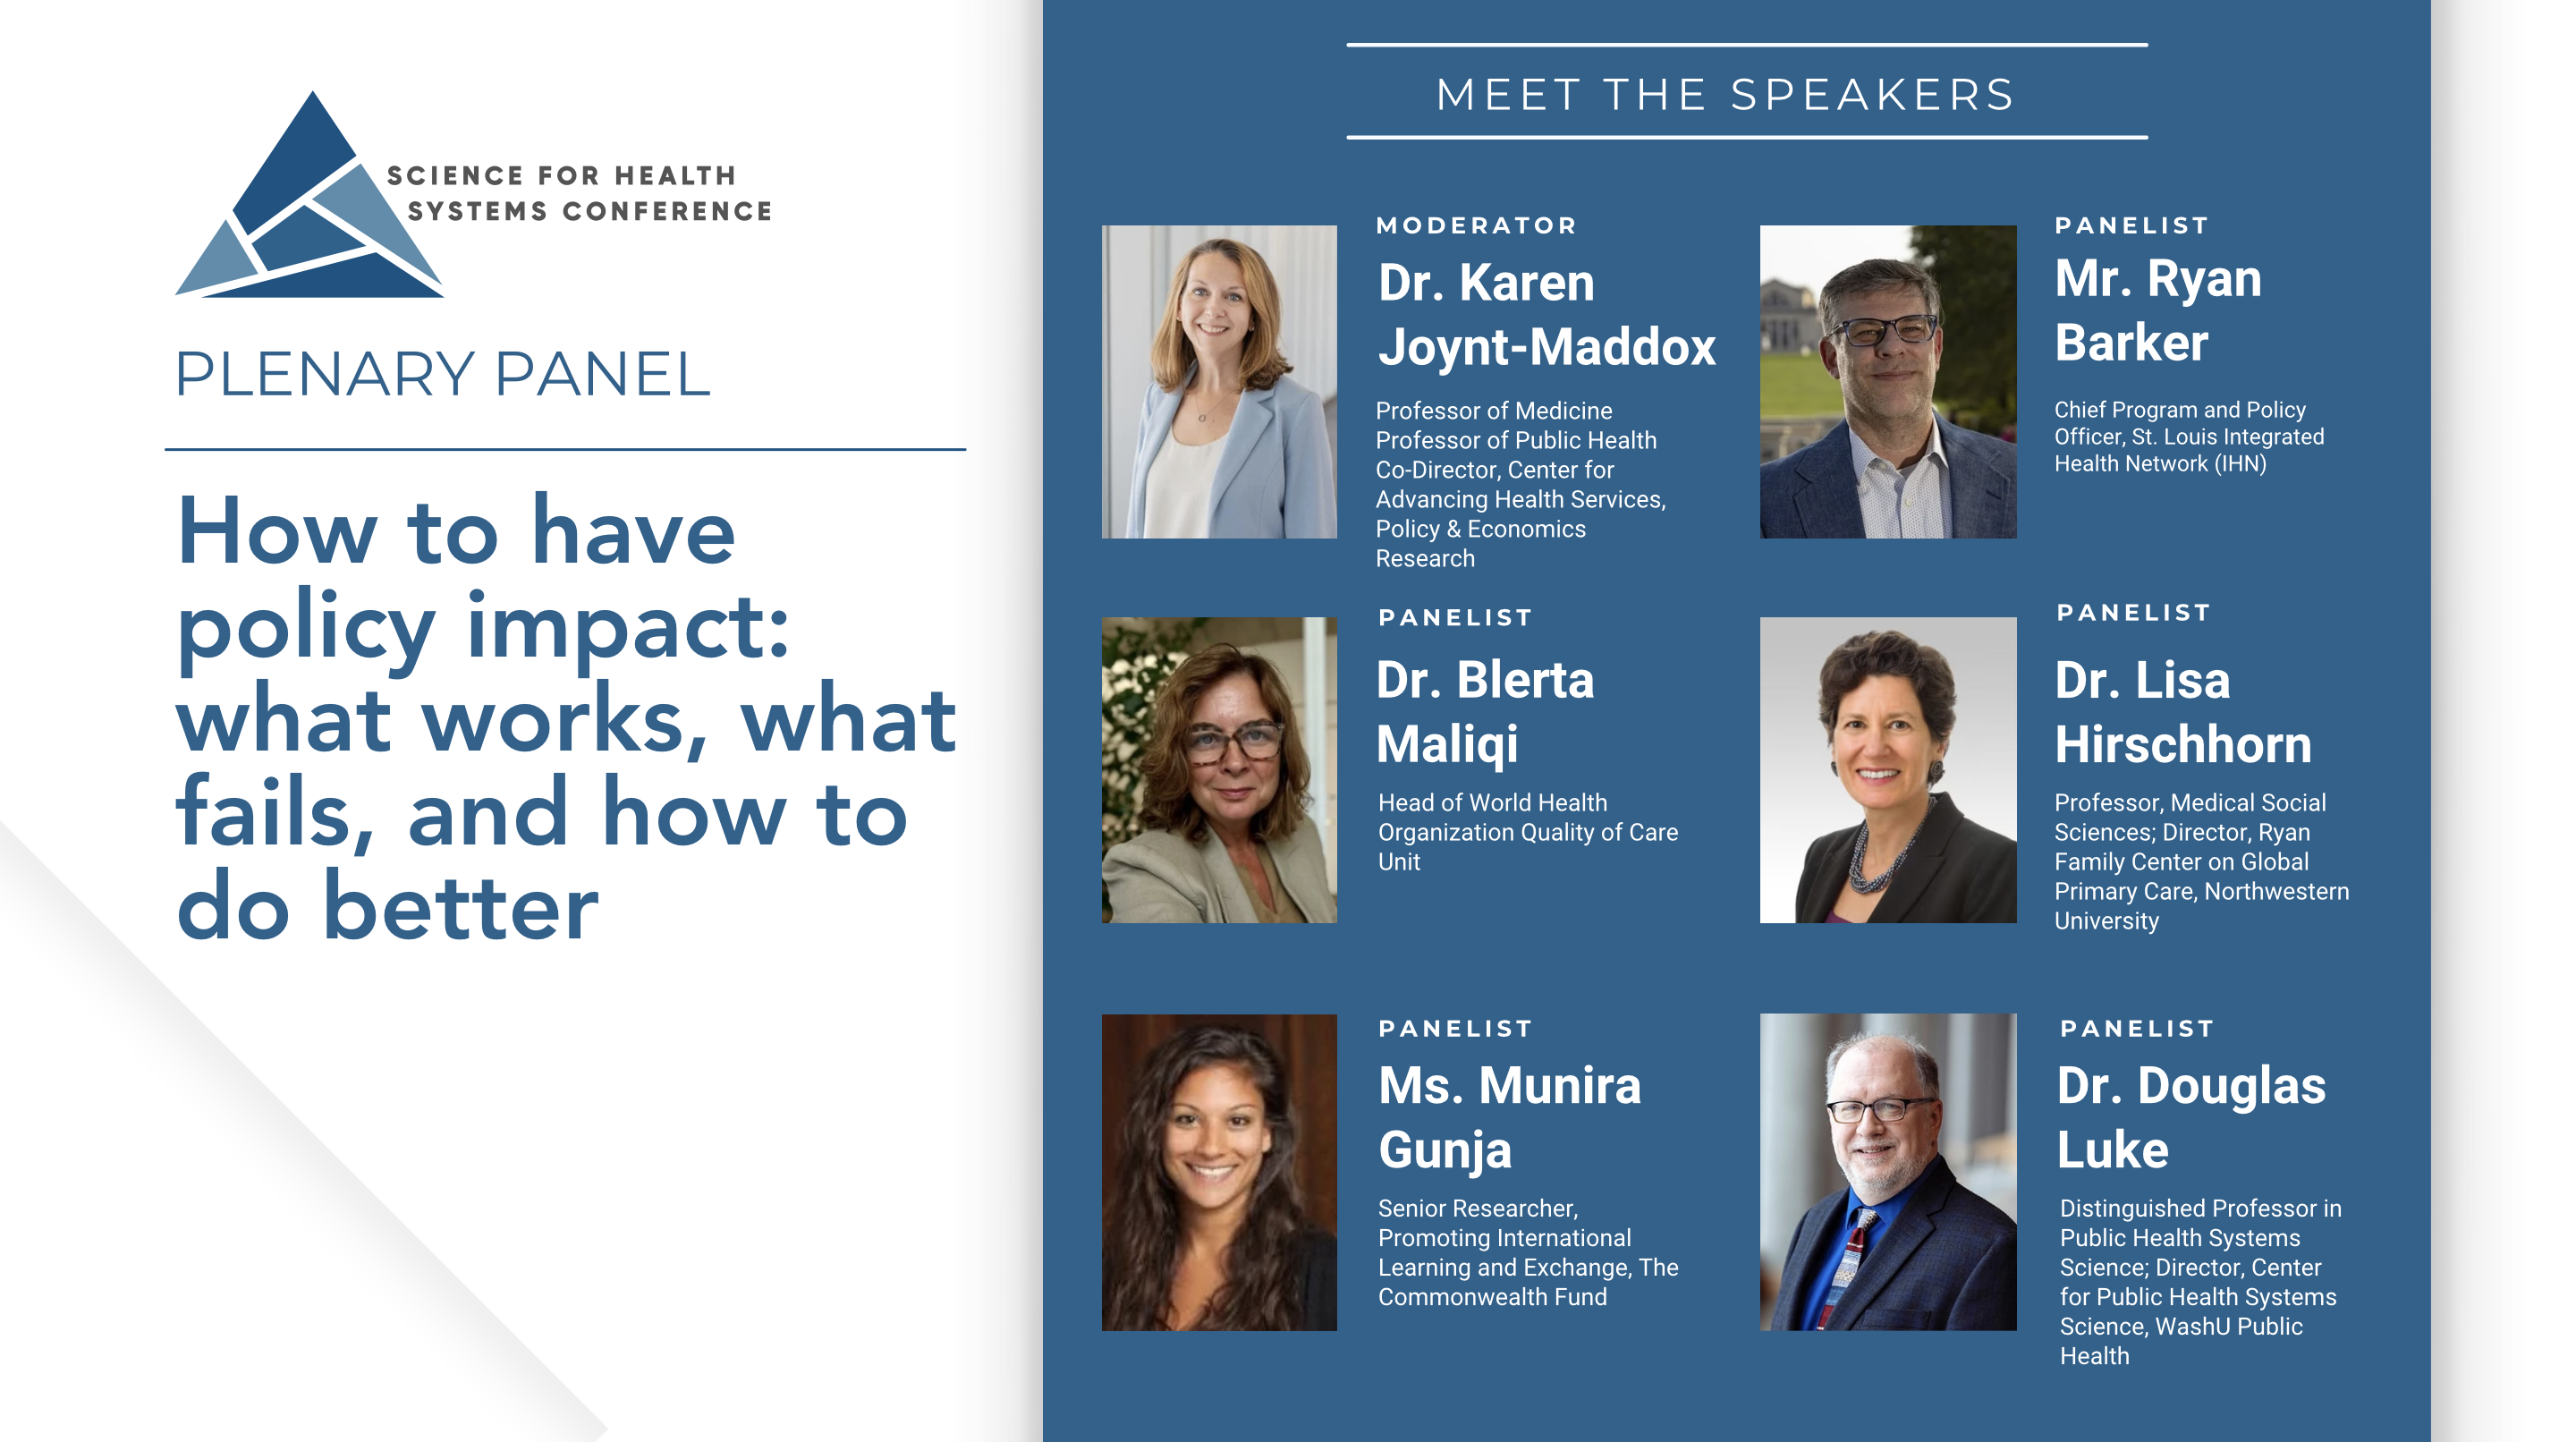 SCIENCE FOR HEALTH
SYSTEMS CONFERENCE
PLENARY PANEL
How to have
policy impact:
what works, what
fails, and how to
do better
MEET THE SPEAKERS
MODERATOR
Dr. Karen
Joynt-Maddox
Professor of Medicine
Professor of Public Health
Co-Director, Center for
Advancing Health Services,
Policy & Economics
Research
PANELIST
Mr. Ryan
Barker
Chief Program and Policy
Officer, St. Louis Integrated
Health Network (IHN)
PANELIST
Dr. Blerta
Maliqi
Head of World Health
Organization Quality of Care
Unit
PANELIST
Dr. Lisa
Hirschhorn
Professor, Medical Social
Sciences; Director, Ryan
Family Center on Global
Primary Care, Northwestern
University
PANELIST
Ms. Munira
Gunja
Senior Researcher,
Promoting International
Learning and Exchange, The
Commonwealth Fund
PANELIST
Dr. Douglas
Luke
Distinguished Professor in
Public Health Systems
Science; Director, Center
for Public Health Systems
Science, WashU Public
Health